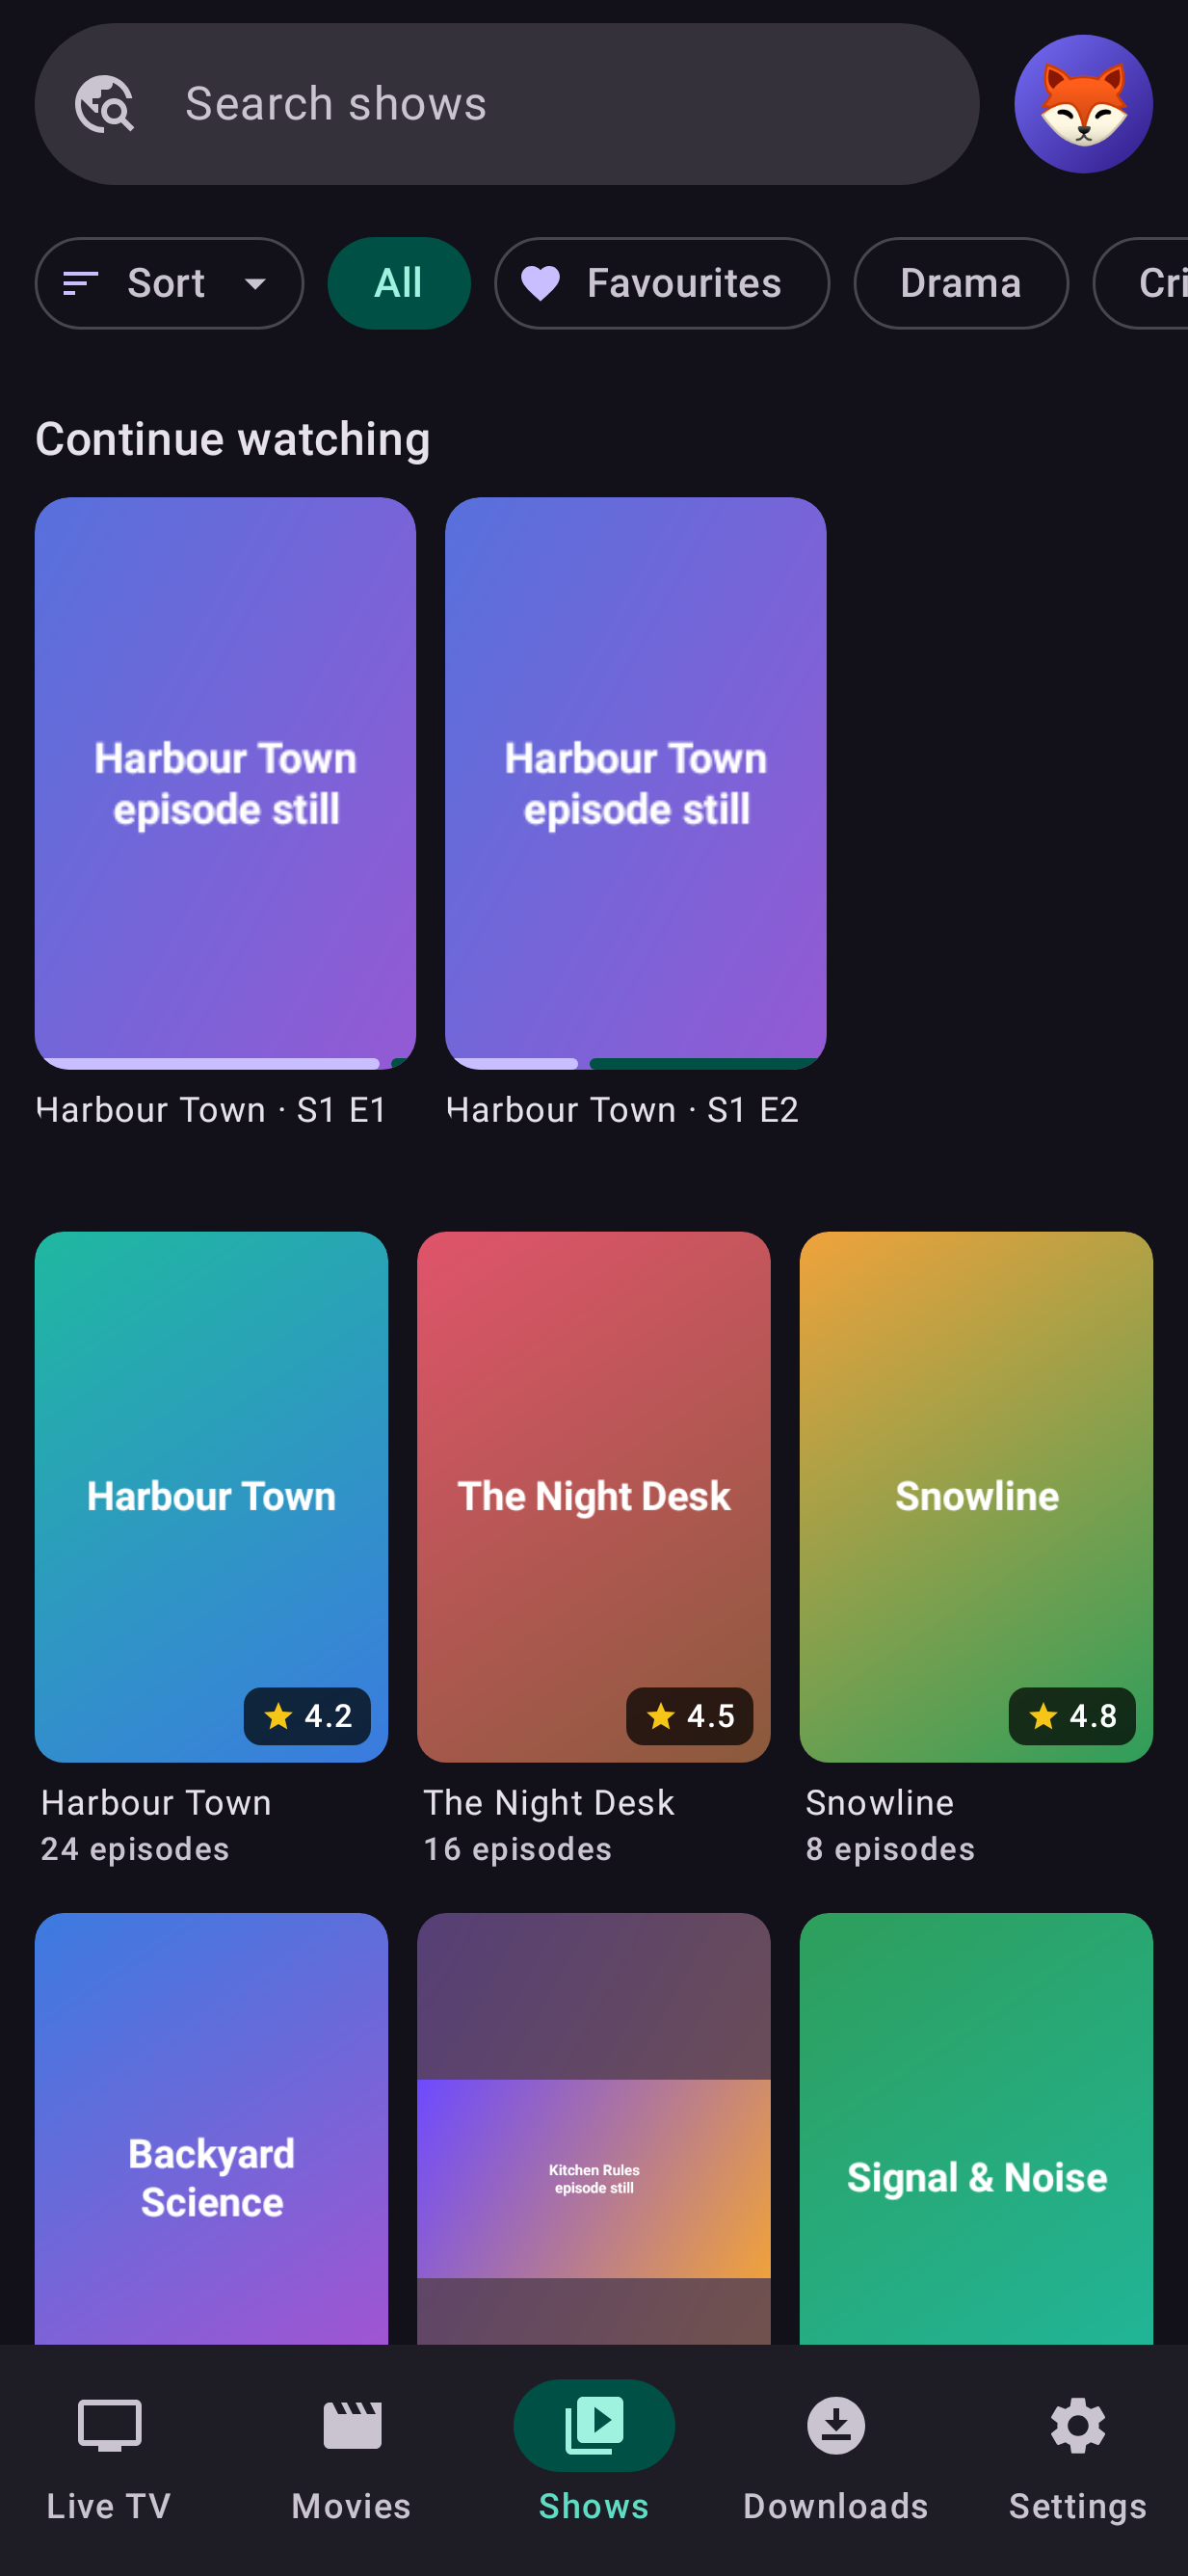 Search shows
Sort
All
Favourites
Drama
Cri
Continue watching
Harbour Town
episode still
Harbour Town
episode still
Harbour Town · S1 E1
Harbour Town · S1 E2
Harbour Town
The Night Desk
Snowline
4.2
4.5
4.8
Harbour Town
24 episodes
The Night Desk
16 episodes
Snowline
8 episodes
Backyard
Science
Kitchen Rules
episode still
Signal & Noise
Live TV
Movies
Shows
Downloads
Settings